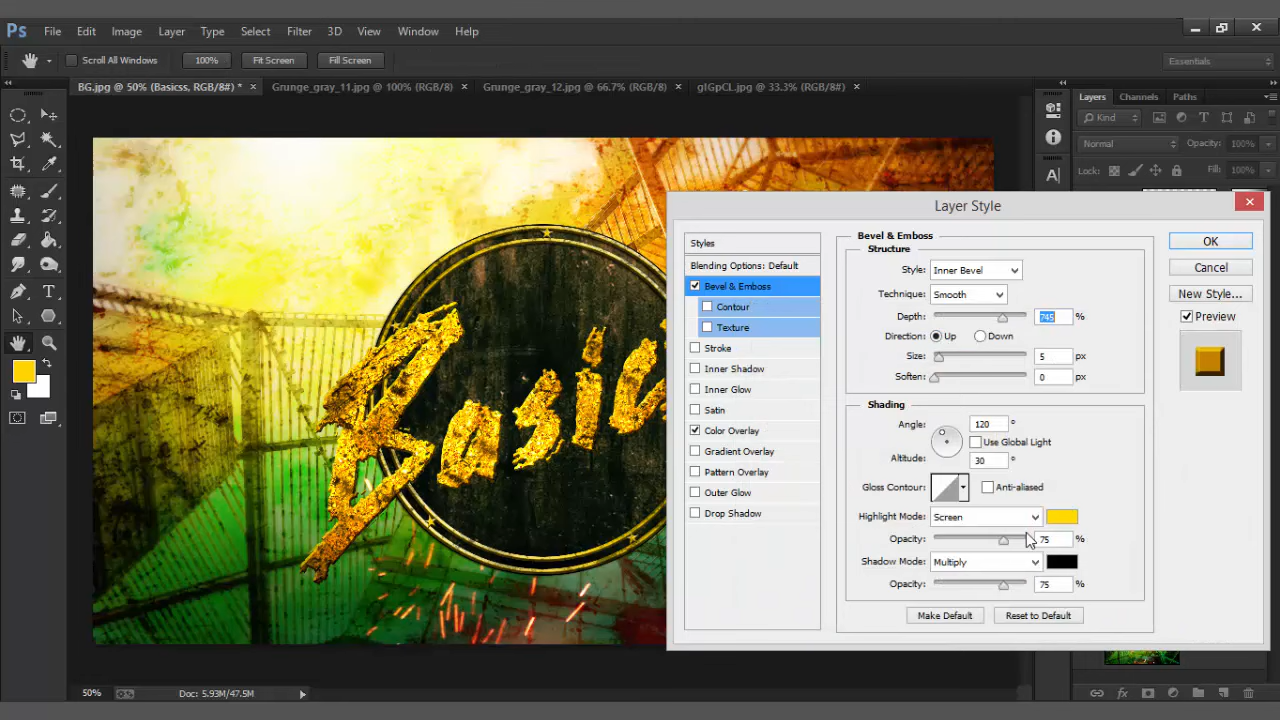 Ps File Edit Image Layer Type Select Filter 3D View Window Help
Scroll All Windows 100% Fit Screen Fill Screen Essentials
BG.jpg @ 50% (Basicss, RGB/8#) * × Grunge_gray_11.jpg @ 100% (RGB/8) × Grunge_gray_12.jpg @ 66.7% (RGB/8) × gIGpCL.jpg @ 33.3% (RGB/8#) ×
Layers Channels Paths
Kind
Normal Opacity: 100%
Lock: Fill: 100%
Basic
Layer Style
Styles
Blending Options: Default
Bevel & Emboss
Contour
Texture
Stroke
Inner Shadow
Inner Glow
Satin
Color Overlay
Gradient Overlay
Pattern Overlay
Outer Glow
Drop Shadow
Bevel & Emboss
Structure
Style: Inner Bevel
Technique: Smooth
Depth: 745 %
Direction: Up Down
Size: 5 px
Soften: 0 px
Shading
Angle: 120 °
Use Global Light
Altitude: 30 °
Gloss Contour: Anti-aliased
Highlight Mode: Screen
Opacity: 75 %
Shadow Mode: Multiply
Opacity: 75 %
Make Default Reset to Default
OK
Cancel
New Style...
Preview
50% Doc: 5.93M/47.5M
fx